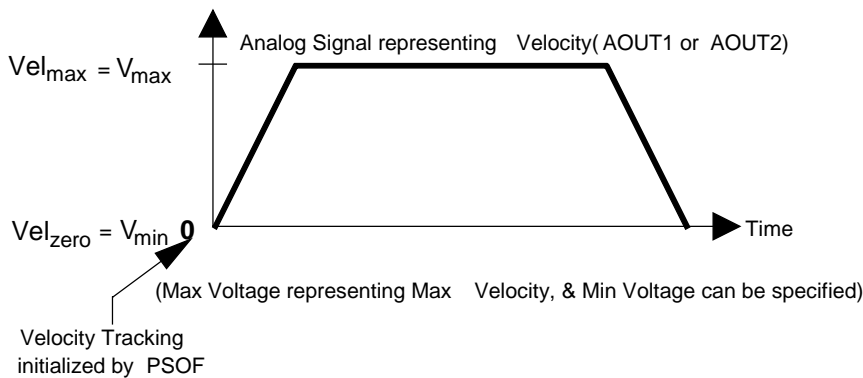 Analog Signal representing Velocity( AOUT1 or AOUT2)
Velmax = Vmax
Velzero = Vmin 0
Time
(Max Voltage representing Max Velocity, & Min Voltage can be specified)
Velocity Tracking
initialized by PSOF